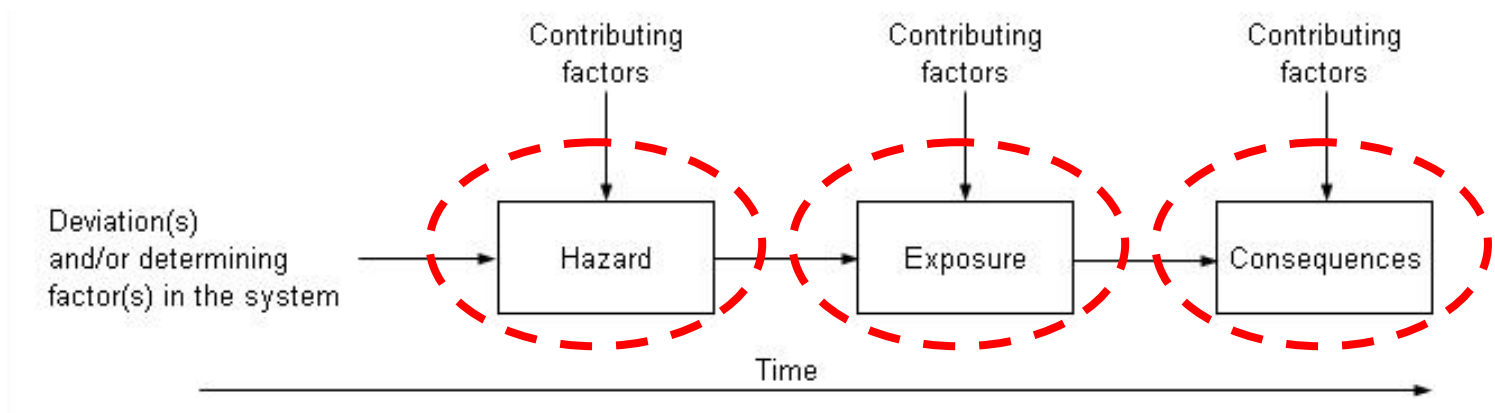 Contributing
factors
Contributing
factors
Contributing
factors
Deviation(s)
and/or determining
factor(s) in the system
Hazard
Exposure
Consequences
Time